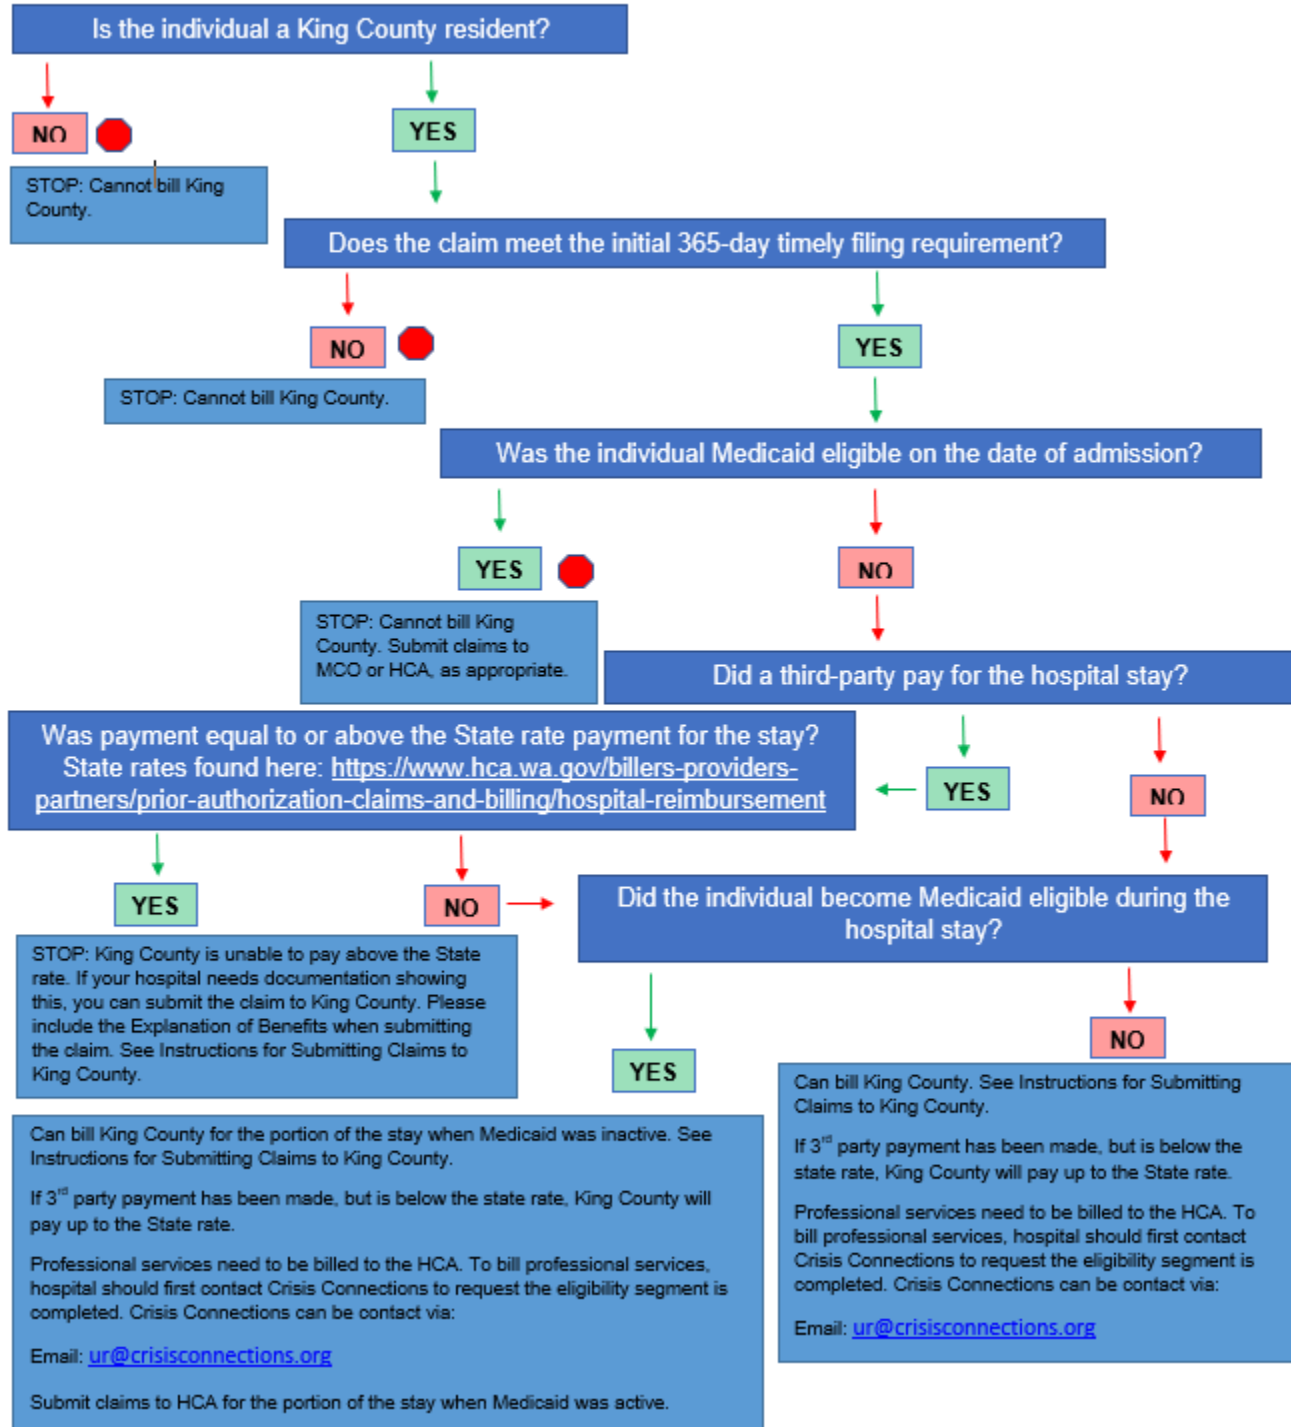 Is the individual a King County resident?
NO
YES
STOP: Cannot bill King
County.
Does the claim meet the initial 365-day timely filing requirement?
NO
YES
STOP: Cannot bill King County.
Was the individual Medicaid eligible on the date of admission?
YES
NO
STOP: Cannot bill King
County. Submit claims to
MCO or HCA, as appropriate.
Did a third-party pay for the hospital stay?
YES
NO
Was payment equal to or above the State rate payment for the stay?
State rates found here: https://www.hca.wa.gov/billers-providers-
partners/prior-authorization-claims-and-billing/hospital-reimbursement
YES
NO
STOP: King County is unable to pay above the State
rate. If your hospital needs documentation showing
this, you can submit the claim to King County. Please
include the Explanation of Benefits when submitting
the claim. See Instructions for Submitting Claims to
King County.
Did the individual become Medicaid eligible during the
hospital stay?
YES
NO
Can bill King County for the portion of the stay when Medicaid was inactive. See
Instructions for Submitting Claims to King County.
If 3rd party payment has been made, but is below the state rate, King County will
pay up to the State rate.
Professional services need to be billed to the HCA. To bill professional services,
hospital should first contact Crisis Connections to request the eligibility segment is
completed. Crisis Connections can be contact via:
Email: ur@crisisconnections.org
Submit claims to HCA for the portion of the stay when Medicaid was active.
Can bill King County. See Instructions for Submitting
Claims to King County.
If 3rd party payment has been made, but is below the
state rate, King County will pay up to the State rate.
Professional services need to be billed to the HCA. To
bill professional services, hospital should first contact
Crisis Connections to request the eligibility segment is
completed. Crisis Connections can be contact via:
Email: ur@crisisconnections.org